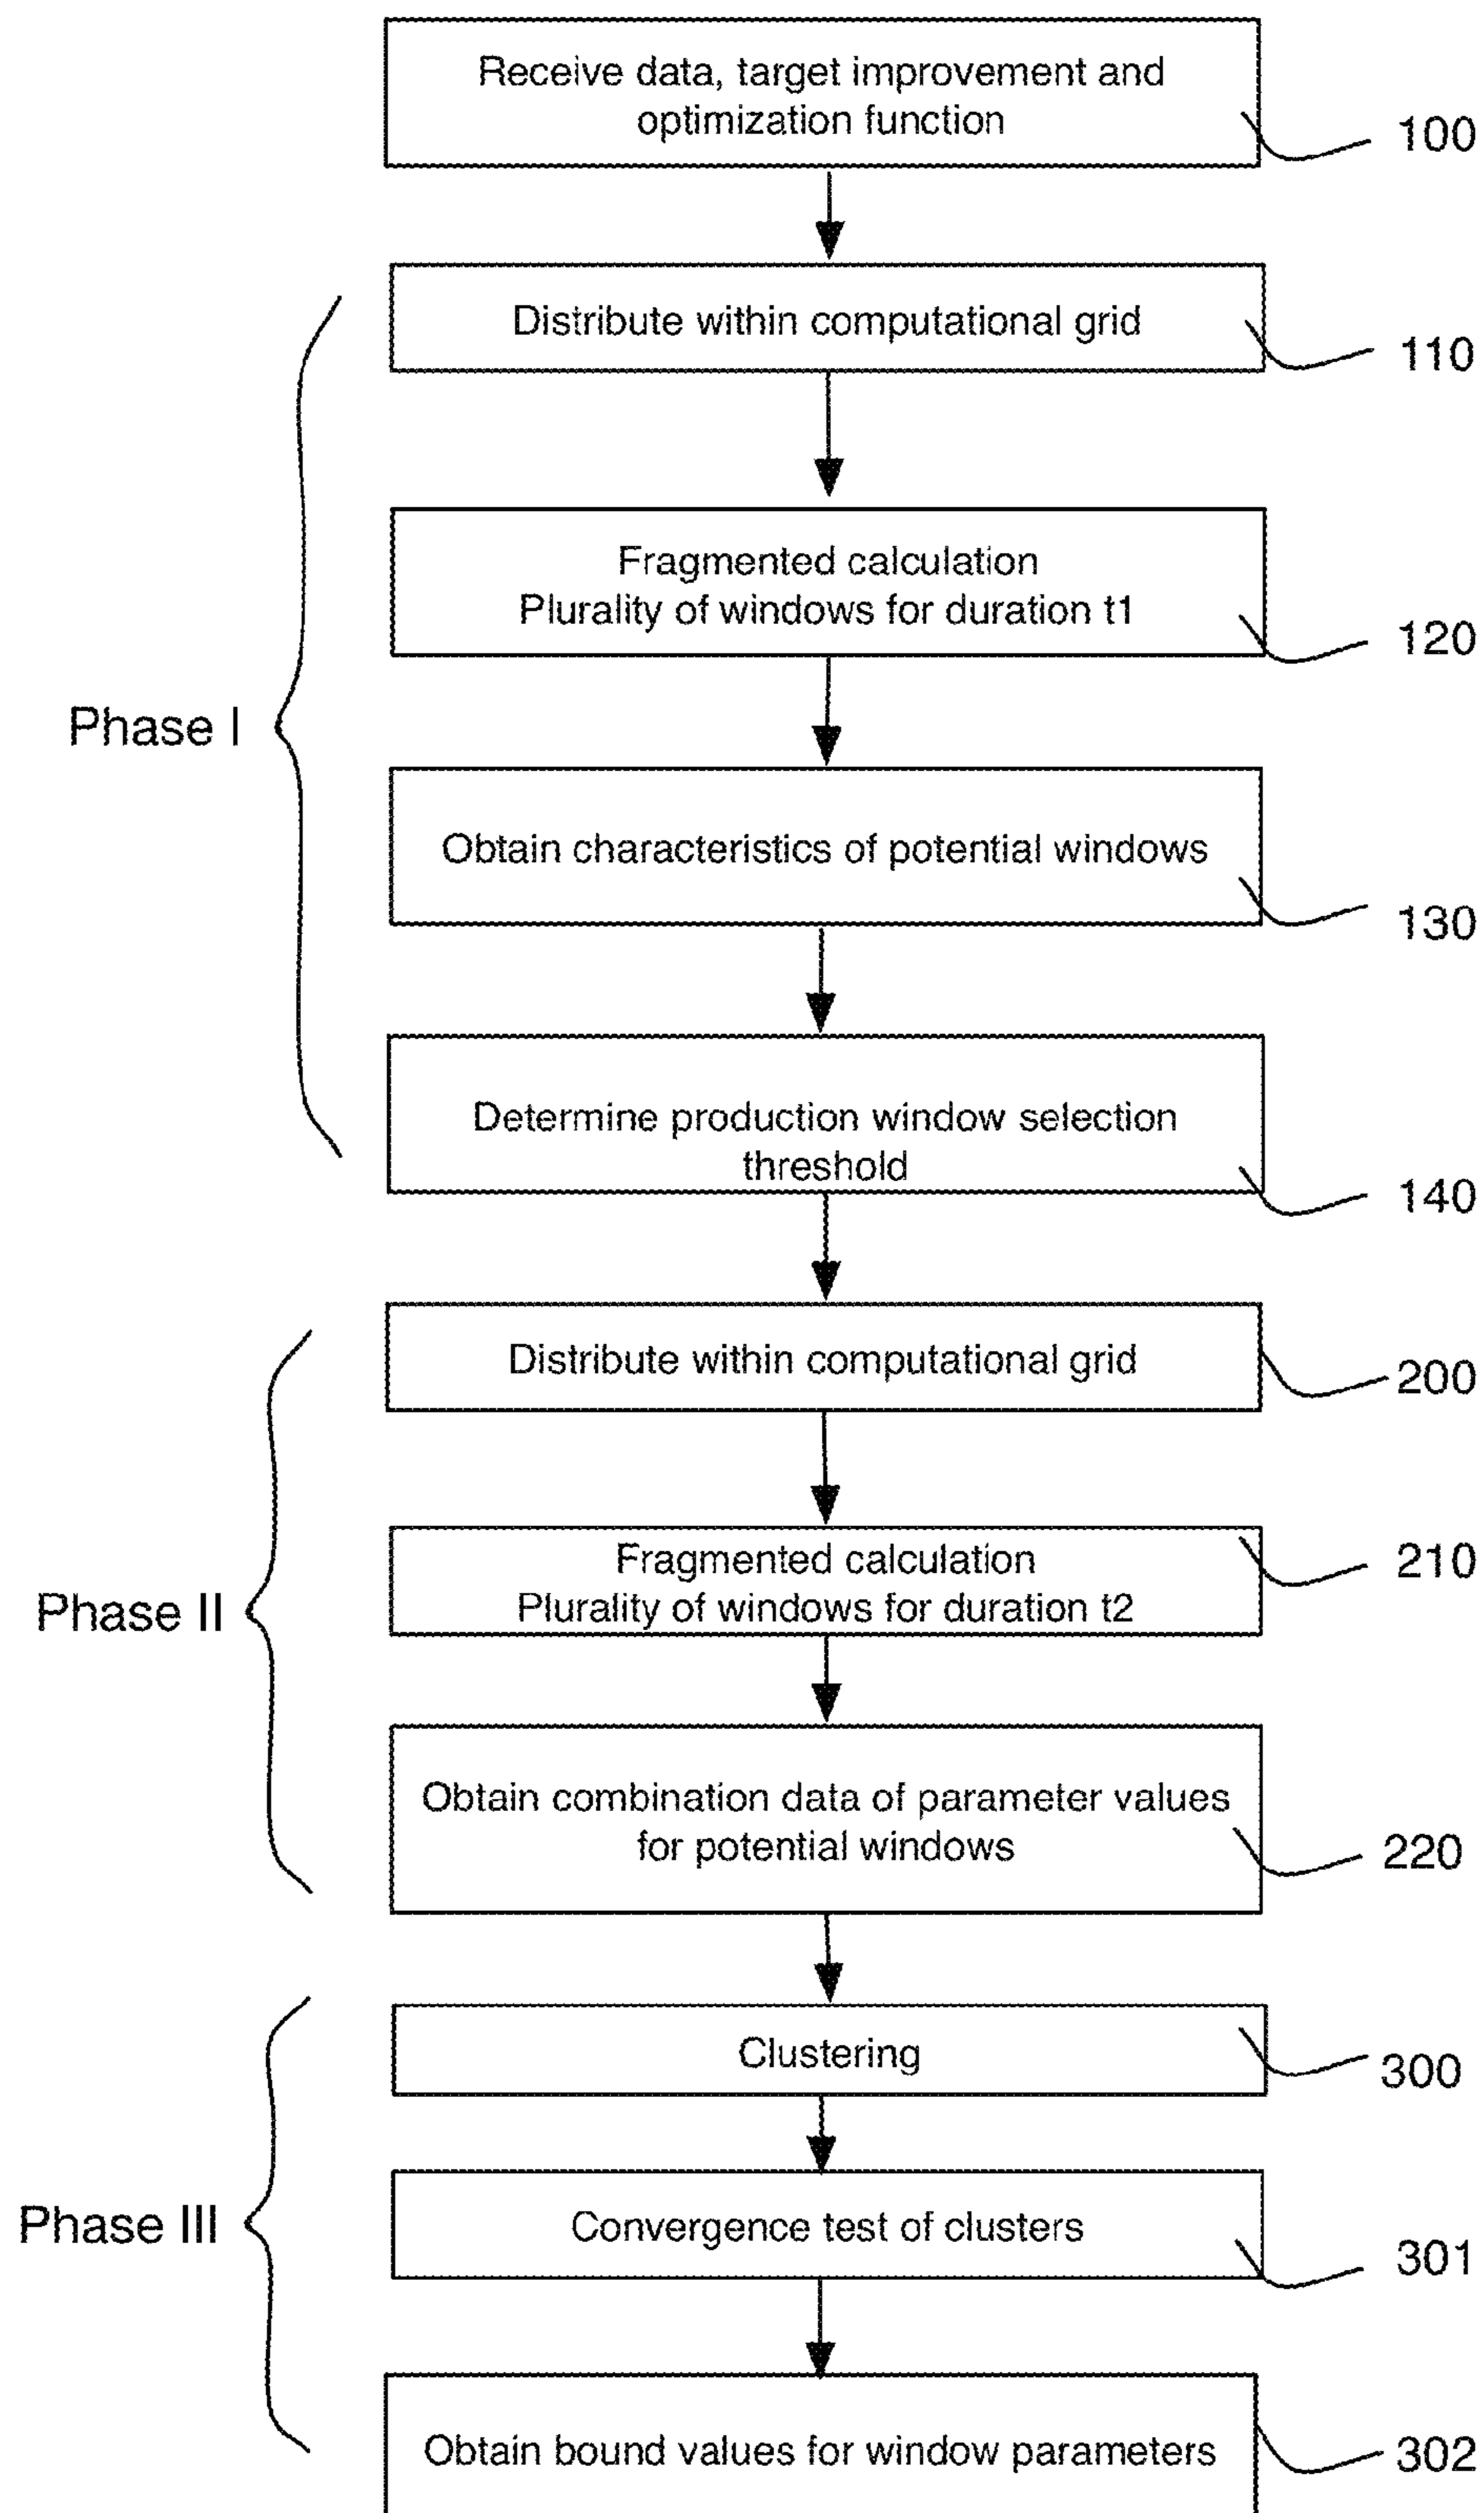 Receive data, target improvement and
optimization function
100
Distribute within computational grid
110
Fragmented calculation
Plurality of windows for duration t1
120
Phase I
Obtain characteristics of potential windows
130
Determine production window selection
threshold
140
Distribute within computational grid
200
Fragmented calculation
Plurality of windows for duration t2
210
Phase II
Obtain combination data of parameter values
for potential windows
220
Clustering
300
Phase III
Convergence test of clusters
301
Obtain bound values for window parameters
302